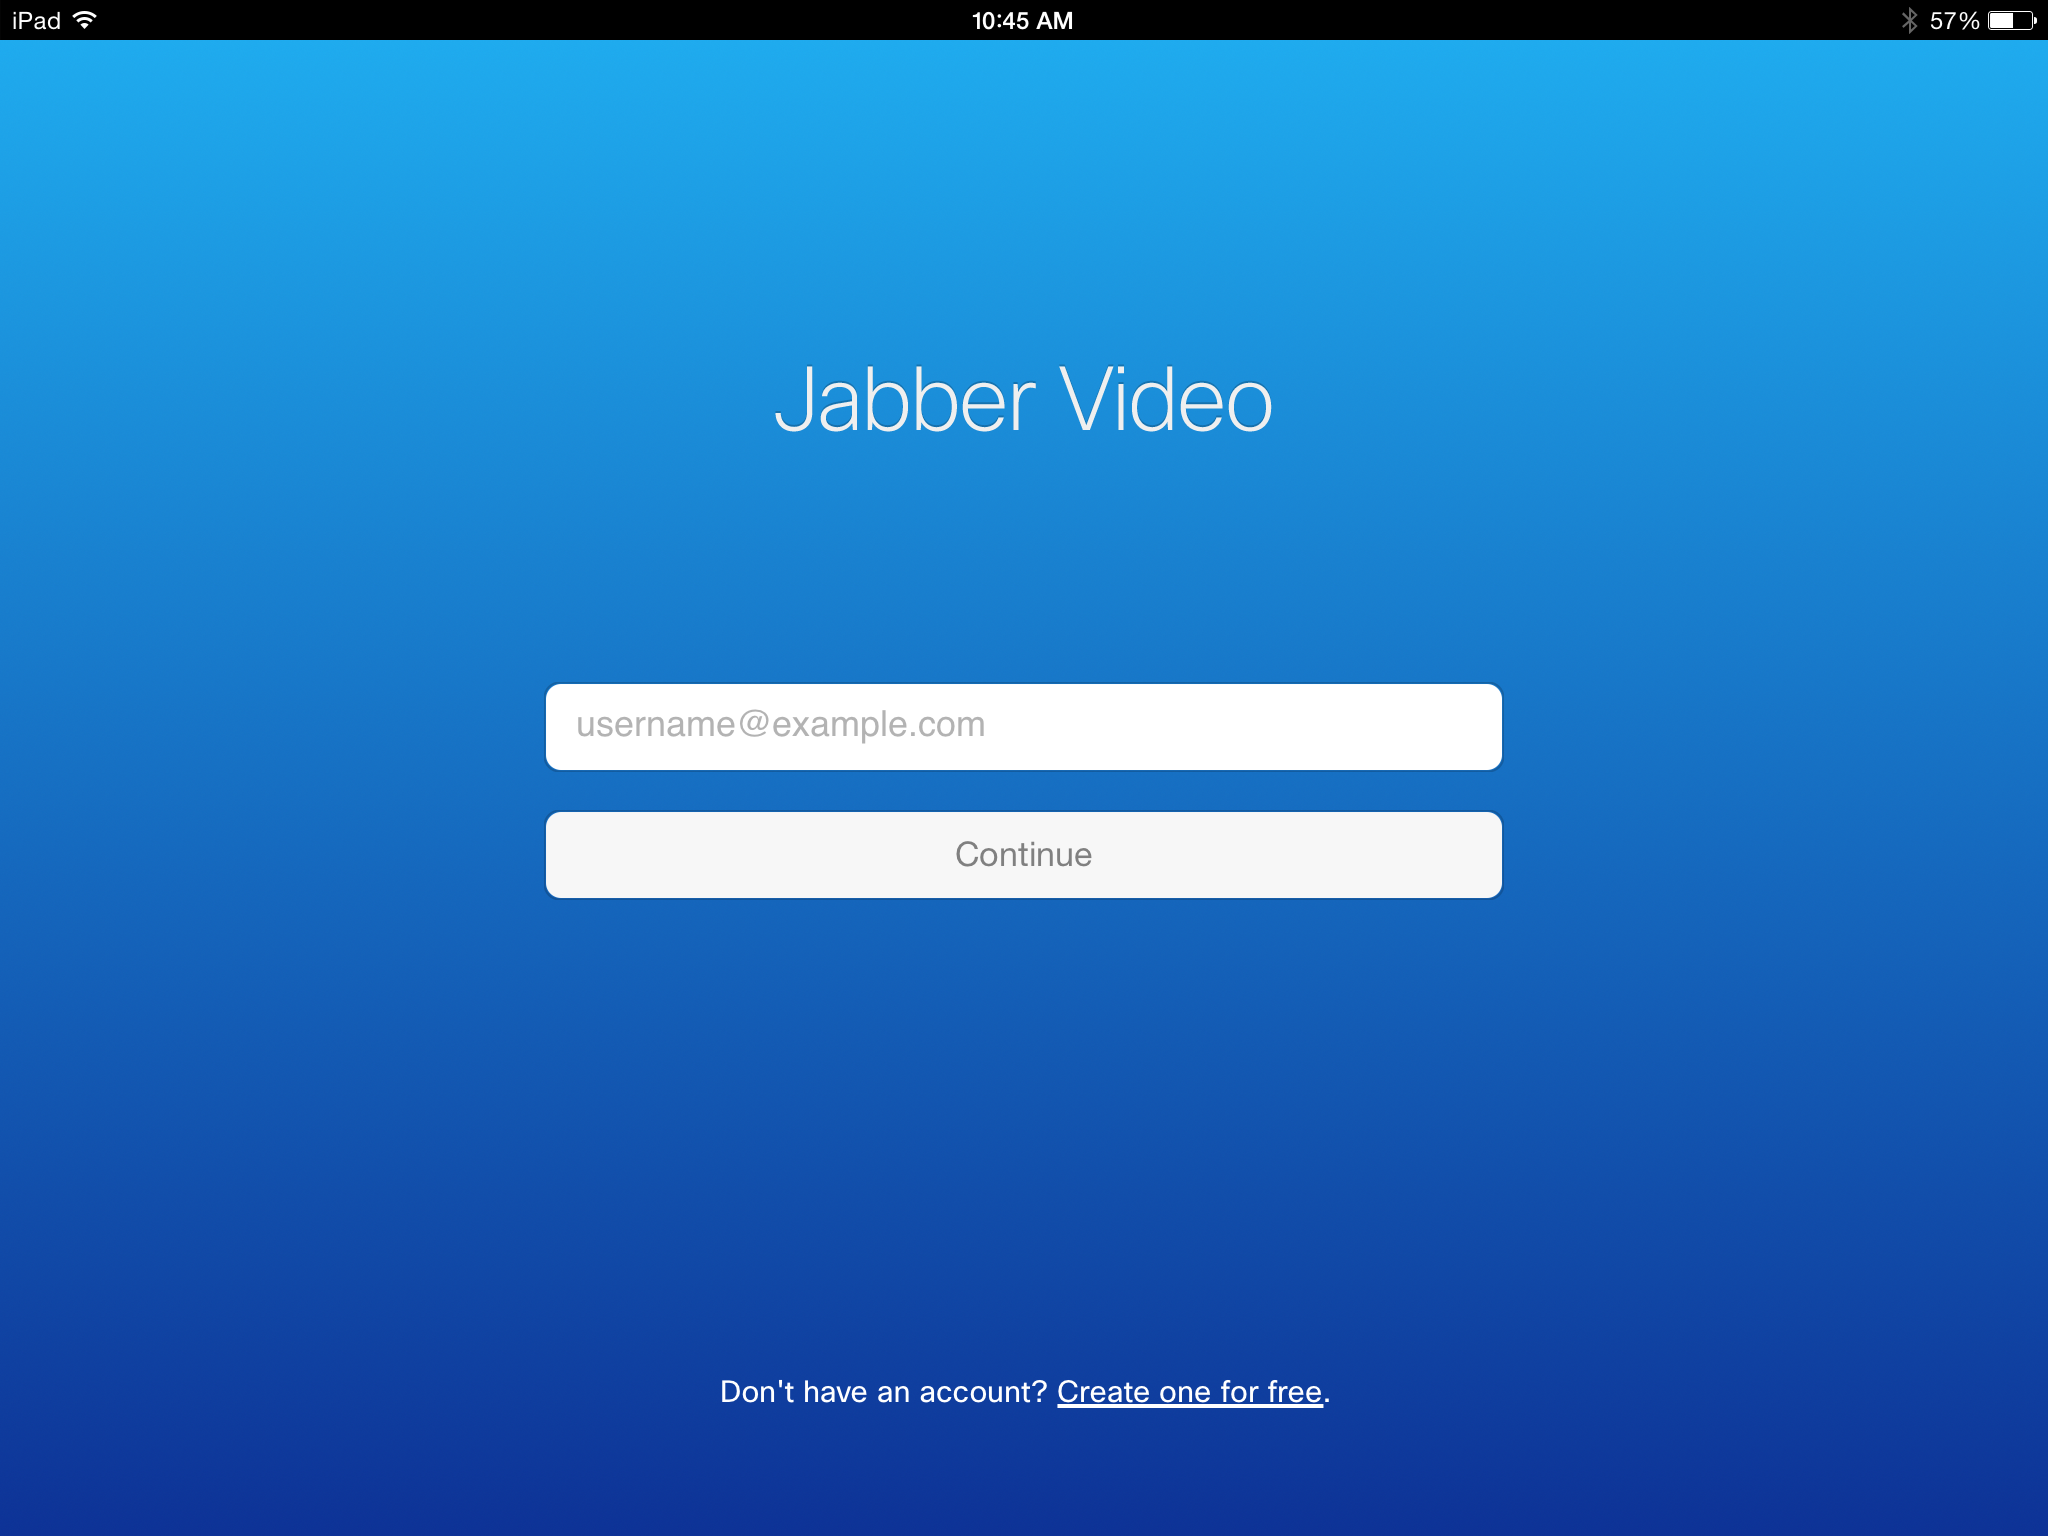 iPad 10:45 AM 57%
Jabber Video
username@example.com
Continue
Don't have an account? Create one for free.